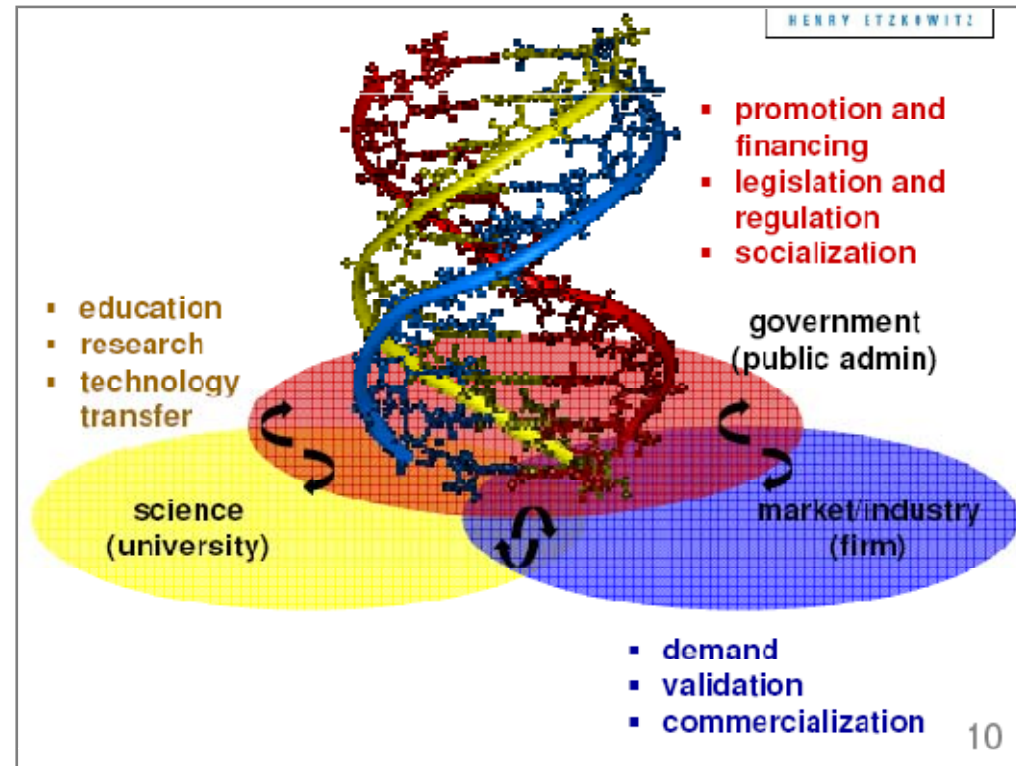 HENRY ETZKOWITZ
▪ promotion and
financing
▪ legislation and
regulation
▪ socialization
▪ education
▪ research
▪ technology
transfer
government
(public admin)
science
(university)
market/industry
(firm)
▪ demand
▪ validation
▪ commercialization
10